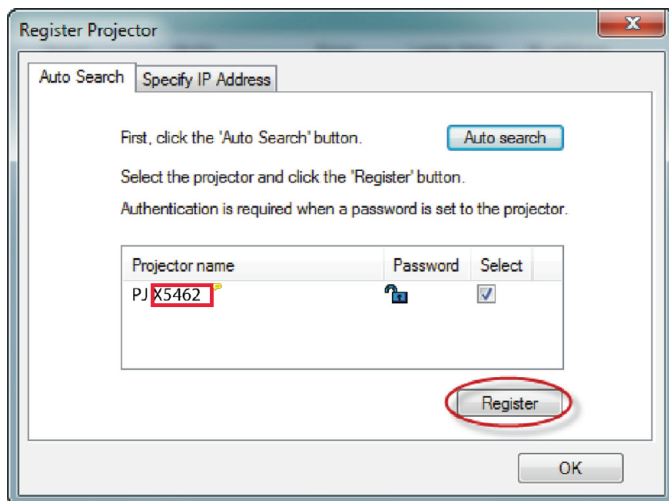 Register Projector
Auto Search Specify IP Address
First, click the 'Auto Search' button. Auto search
Select the projector and click the 'Register' button.
Authentication is required when a password is set to the projector.
Projector name Password Select
PJ X5462
Register
OK